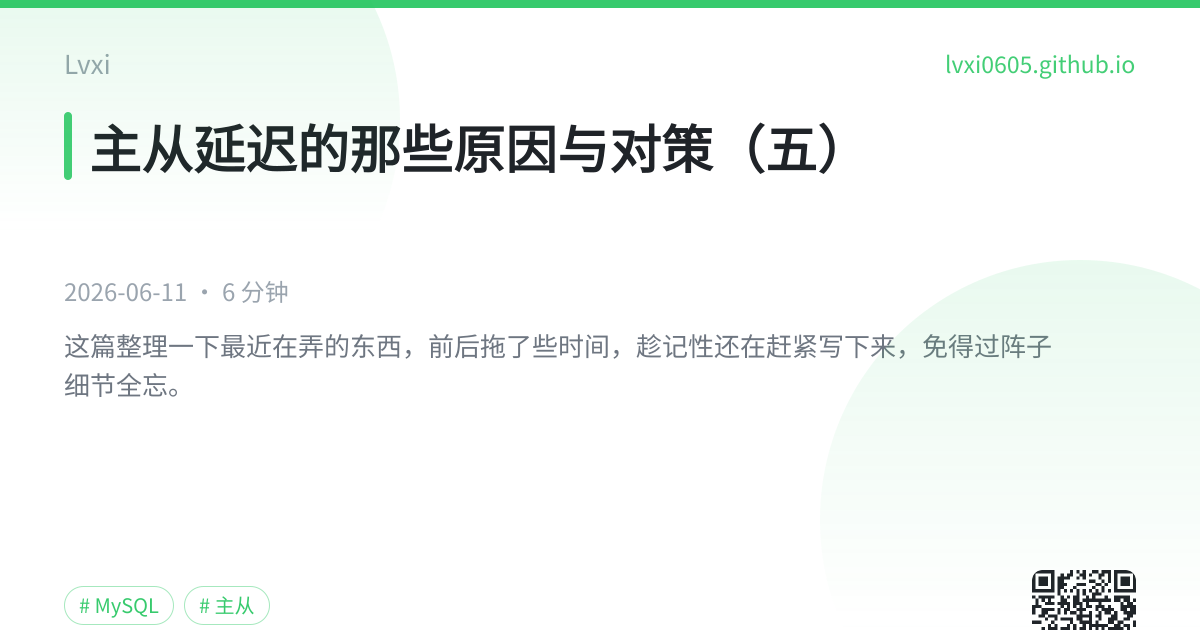 Lvxi
lvxi0605.github.io
主从延迟的那些原因与对策（五）
2026-06-11 · 6 分钟
这篇整理一下最近在弄的东西，前后拖了些时间，趁记性还在赶紧写下来，免得过阵子
细节全忘。
# MySQL
# 主从